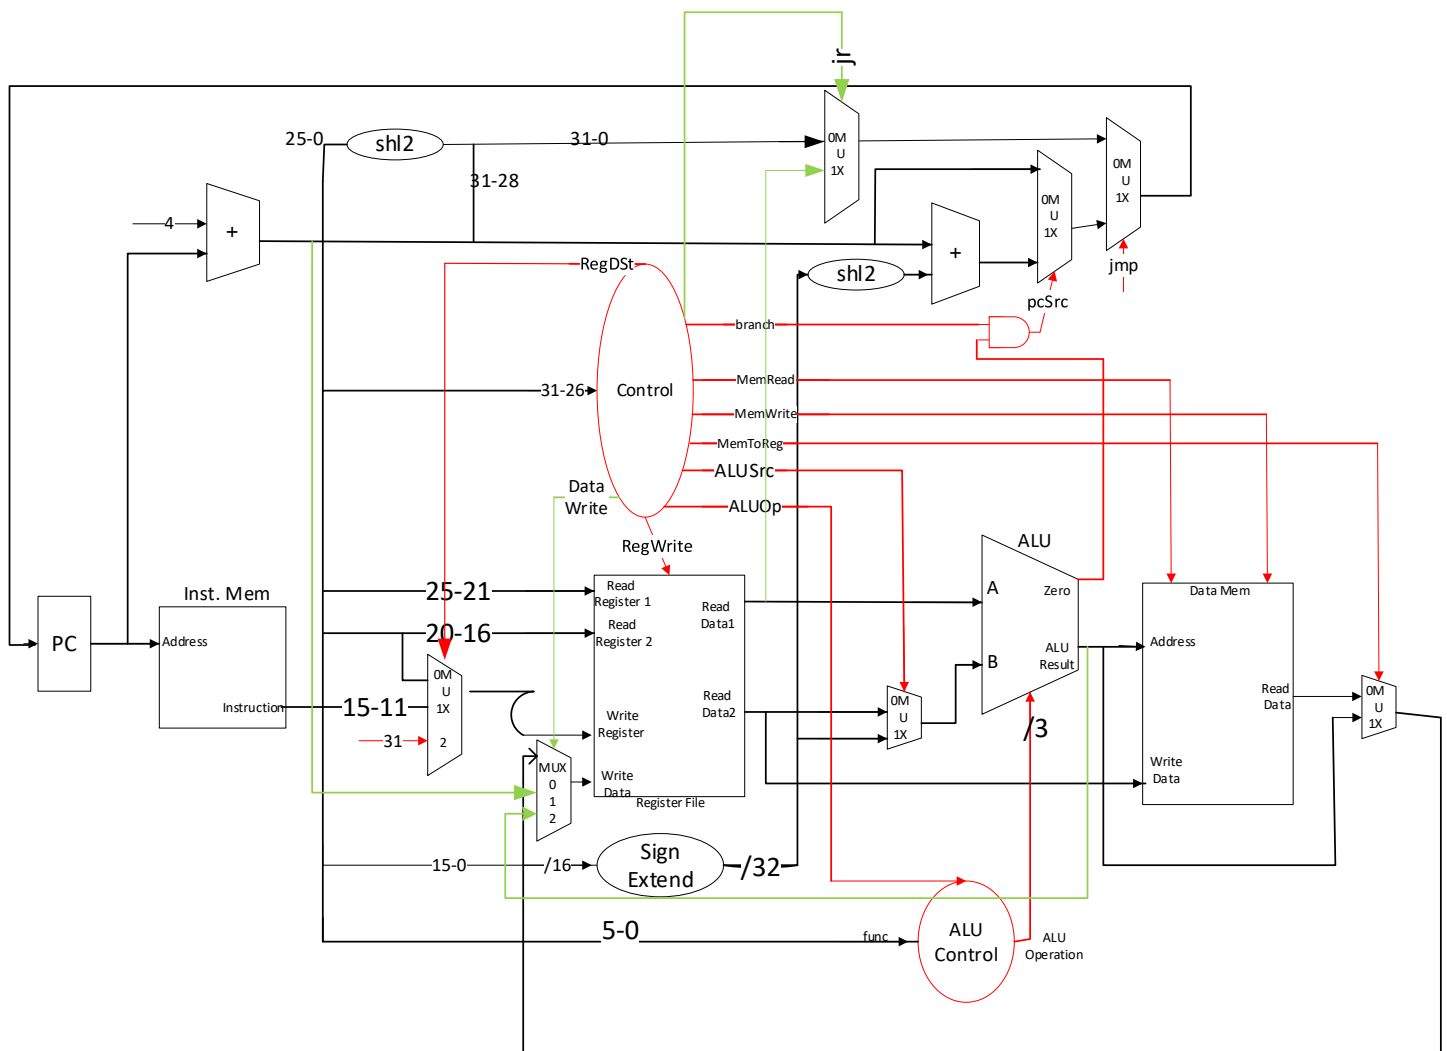 jr
25-0
shl2
31-0
0M
U
1X
31-28
0M
U
1X
0M
U
1X
4
+
+
shl2
jmp
RegDSt
pcSrc
branch
Control
31-26
MemRead
MemWrite
MemToReg
ALUSrc
Data
Write
ALUOp
RegWrite
ALU
Inst. Mem
25-21
Read
Register 1
Read
Data1
A
Zero
Data Mem
20-16
Read
Register 2
PC
Address
B
ALU
Result
Address
0M
U
1X
2
Instruction
15-11
31
Write
Register
Read
Data2
0M
U
1X
/3
Read
Data
0M
U
1X
MUX
0
1
2
Write
Data
Register File
Write
Data
15-0
/16
Sign
Extend
/32
5-0
func
ALU
Control
ALU
Operation